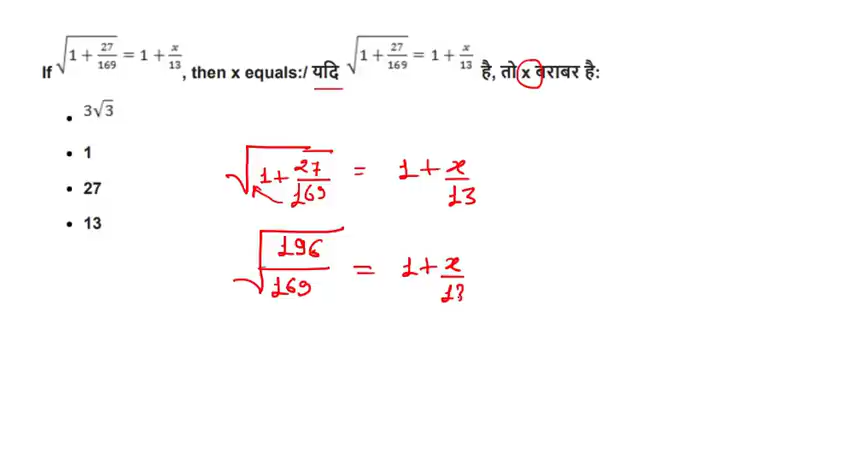 If √(1 + 27/169) = 1 + x/13, then x equals:/ यदि √(1 + 27/169) = 1 + x/13 है, तो x बराबर है:
• 3√3
• 1
• 27
• 13
√(1 + 27/169) = 1 + x/13
√(196/169) = 1 + x/13